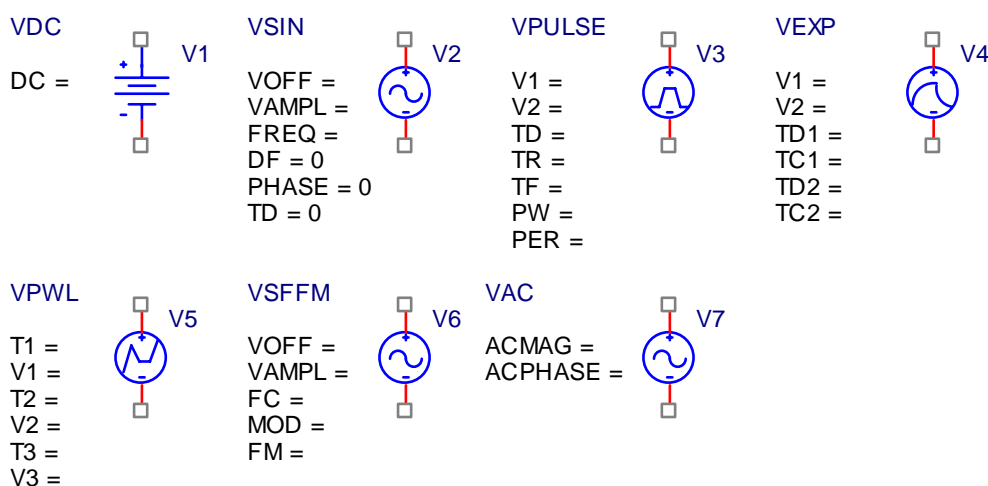 VDC
V1
DC =
VSIN
V2
VOFF =
VAMPL =
FREQ =
DF = 0
PHASE = 0
TD = 0
VPULSE
V3
V1 =
V2 =
TD =
TR =
TF =
PW =
PER =
VEXP
V4
V1 =
V2 =
TD1 =
TC1 =
TD2 =
TC2 =
VPWL
V5
T1 =
V1 =
T2 =
V2 =
T3 =
V3 =
VSFFM
V6
VOFF =
VAMPL =
FC =
MOD =
FM =
VAC
V7
ACMAG =
ACPHASE =